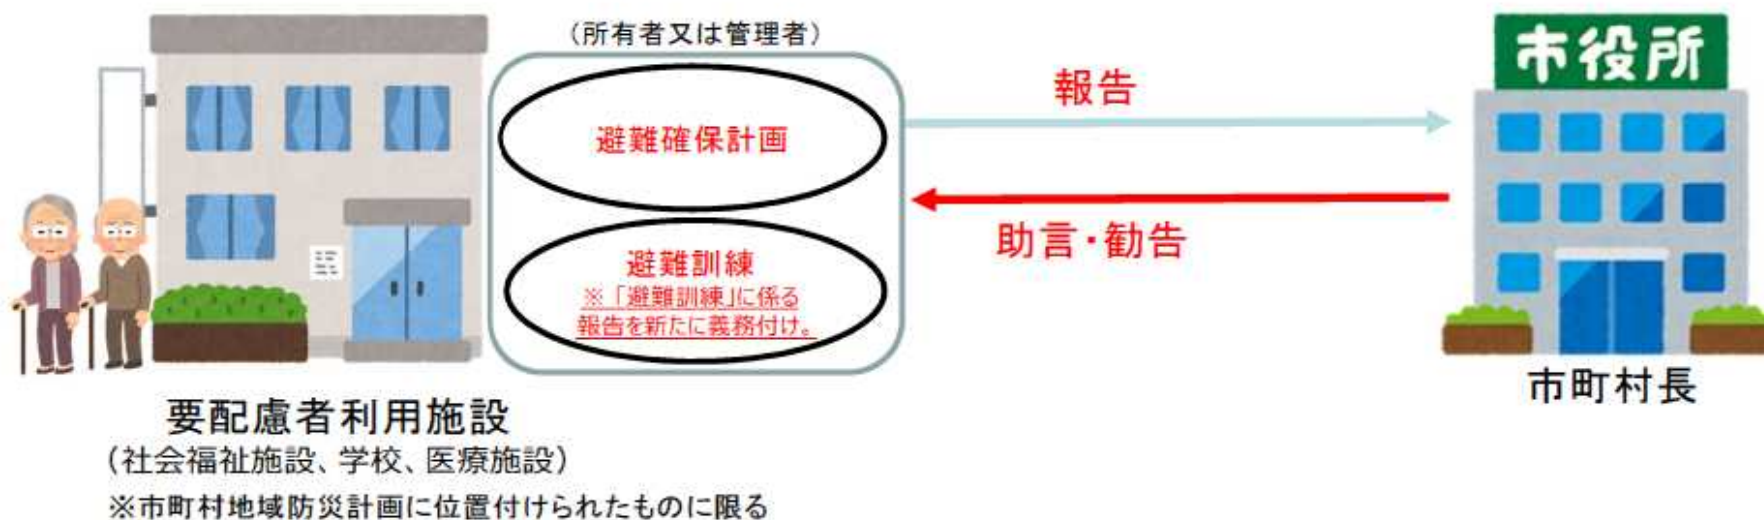 (所有者又は管理者)
避難確保計画
避難訓練
※「避難訓練」に係る
報告を新たに義務付け。
報告
助言・勧告
市役所
市町村長
要配慮者利用施設
(社会福祉施設、学校、医療施設)
※市町村地域防災計画に位置付けられたものに限る